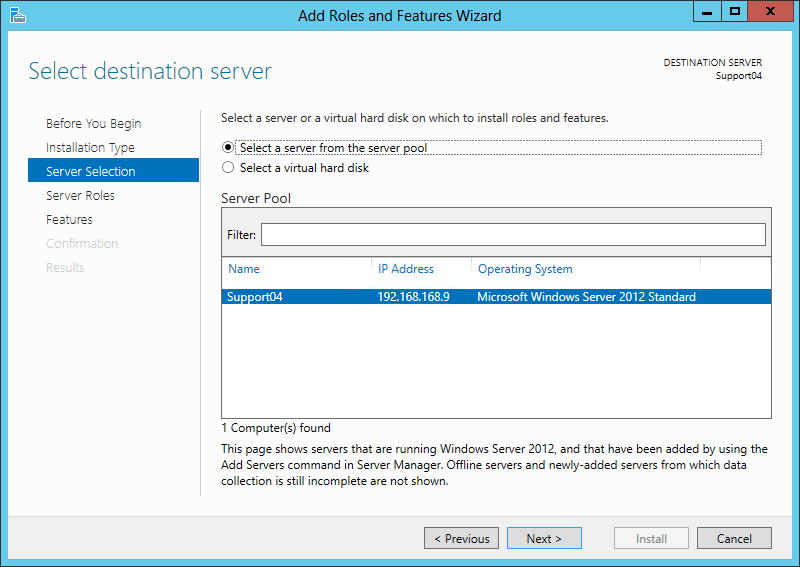 Add Roles and Features Wizard
Select destination server
DESTINATION SERVER
Support04
Before You Begin
Installation Type
Server Selection
Server Roles
Features
Confirmation
Results
Select a server or a virtual hard disk on which to install roles and features.
Select a server from the server pool
Select a virtual hard disk
Server Pool
Filter:
Name IP Address Operating System
Support04 192.168.168.9 Microsoft Windows Server 2012 Standard
1 Computer(s) found
This page shows servers that are running Windows Server 2012, and that have been added by using the
Add Servers command in Server Manager. Offline servers and newly-added servers from which data
collection is still incomplete are not shown.
< Previous Next > Install Cancel